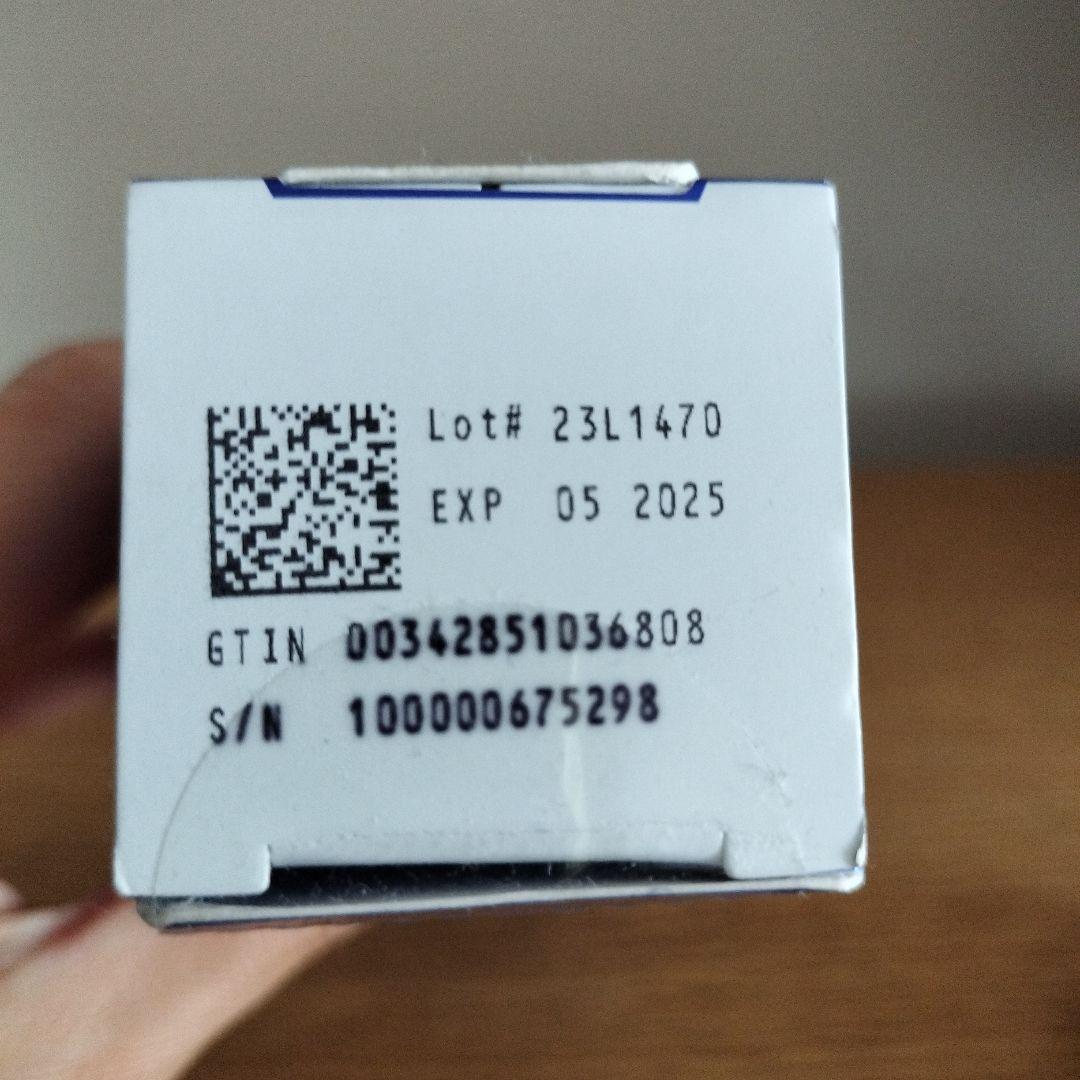 Lot# 23L1470
EXP 05 2025
GTIN 00342851036808
S/N 100000675298